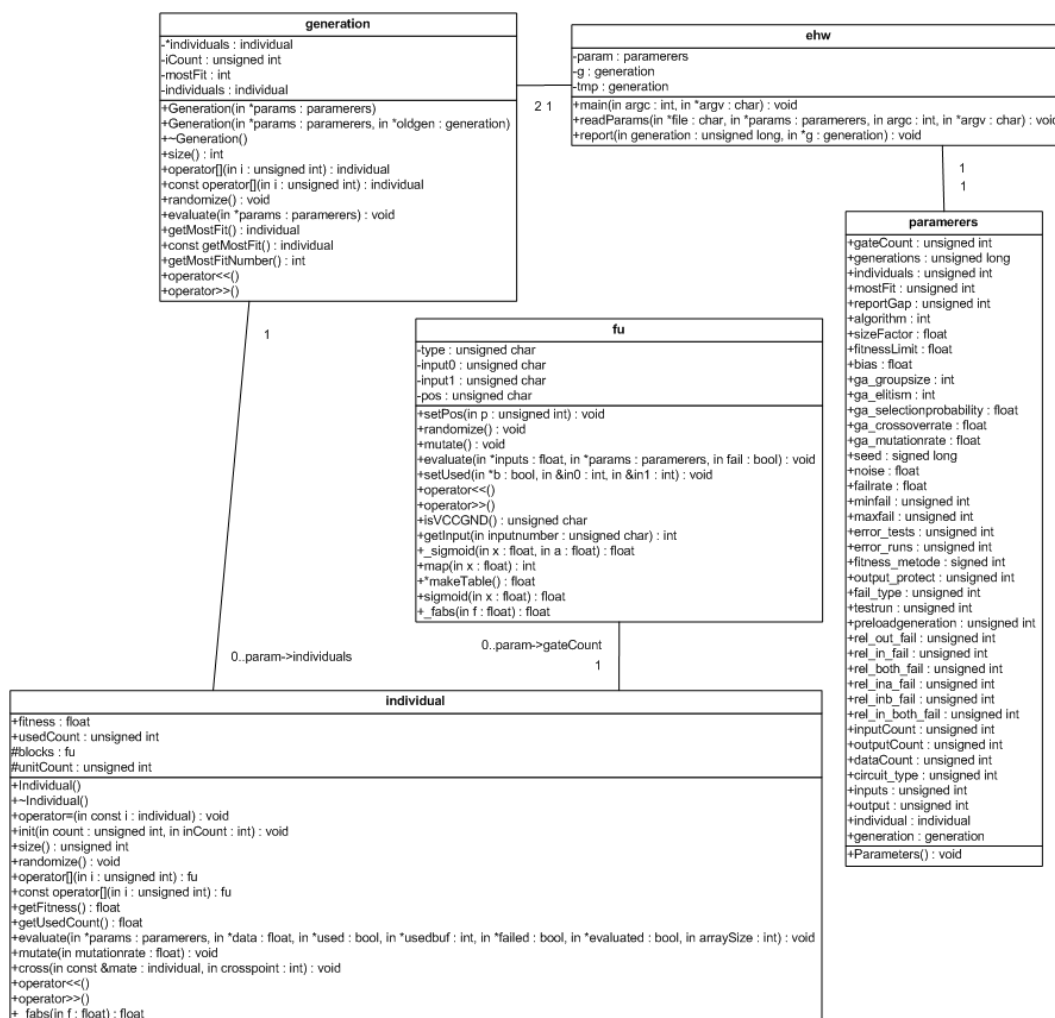 generation
-*individuals : individual
-iCount : unsigned int
-mostFit : int
-individuals : individual
+Generation(in *params : paramerers)
+Generation(in *params : paramerers, in *oldgen : generation)
+~Generation()
+size() : int
+operator[](in i : unsigned int) : individual
+const operator[](in i : unsigned int) : individual
+randomize() : void
+evaluate(in *params : paramerers) : void
+getMostFit() : individual
+const getMostFit() : individual
+getMostFitNumber() : int
+operator<<()
+operator>>()
ehw
-param : paramerers
-g : generation
-tmp : generation
+main(in argc : int, in *argv : char) : void
+readParams(in *file : char, in *params : paramerers, in argc : int, in *argv : char) : void
+report(in generation : unsigned long, in *g : generation) : void
2 1
1
1
paramerers
+gateCount : unsigned int
+generations : unsigned long
+individuals : unsigned int
+mostFit : unsigned int
+reportGap : unsigned int
+algorithm : int
+sizeFactor : float
+fitnessLimit : float
+bias : float
+ga_groupsize : int
+ga_elitism : int
+ga_selectionprobability : float
+ga_crossoverrate : float
+ga_mutationrate : float
+seed : signed long
+noise : float
+failrate : float
+minfail : unsigned int
+maxfail : unsigned int
+error_tests : unsigned int
+error_runs : unsigned int
+fitness_metode : signed int
+output_protect : unsigned int
+fail_type : unsigned int
+testrun : unsigned int
+preloadgeneration : unsigned int
+rel_out_fail : unsigned int
+rel_in_fail : unsigned int
+rel_both_fail : unsigned int
+rel_ina_fail : unsigned int
+rel_inb_fail : unsigned int
+rel_in_both_fail : unsigned int
+inputCount : unsigned int
+outputCount : unsigned int
+dataCount : unsigned int
+circuit_type : unsigned int
+inputs : unsigned int
+output : unsigned int
+individual : individual
+generation : generation
+Parameters() : void
1
fu
-type : unsigned char
-input0 : unsigned char
-input1 : unsigned char
-pos : unsigned char
+setPos(in p : unsigned int) : void
+randomize() : void
+mutate() : void
+evaluate(in *inputs : float, in *params : paramerers, in fail : bool) : void
+setUsed(in *b : bool, in &in0 : int, in &in1 : int) : void
+operator<<()
+operator>>()
+isVCCGND() : unsigned char
+getInput(in inputnumber : unsigned char) : int
+_sigmoid(in x : float, in a : float) : float
+map(in x : float) : int
+*makeTable() : float
+sigmoid(in x : float) : float
+_fabs(in f : float) : float
0..param->individuals
0..param->gateCount
1
individual
+fitness : float
+usedCount : unsigned int
#blocks : fu
#unitCount : unsigned int
+Individual()
+~Individual()
+operator=(in const i : individual) : void
+init(in count : unsigned int, in inCount : int) : void
+size() : unsigned int
+randomize() : void
+operator[](in i : unsigned int) : fu
+const operator[](in i : unsigned int) : fu
+getFitness() : float
+getUsedCount() : float
+evaluate(in *params : paramerers, in *data : float, in *used : bool, in *usedbuf : int, in *failed : bool, in *evaluated : bool, in arraySize : int) : void
+mutate(in mutationrate : float) : void
+cross(in const &mate : individual, in crosspoint : int) : void
+operator<<()
+operator>>()
+_fabs(in f : float) : float